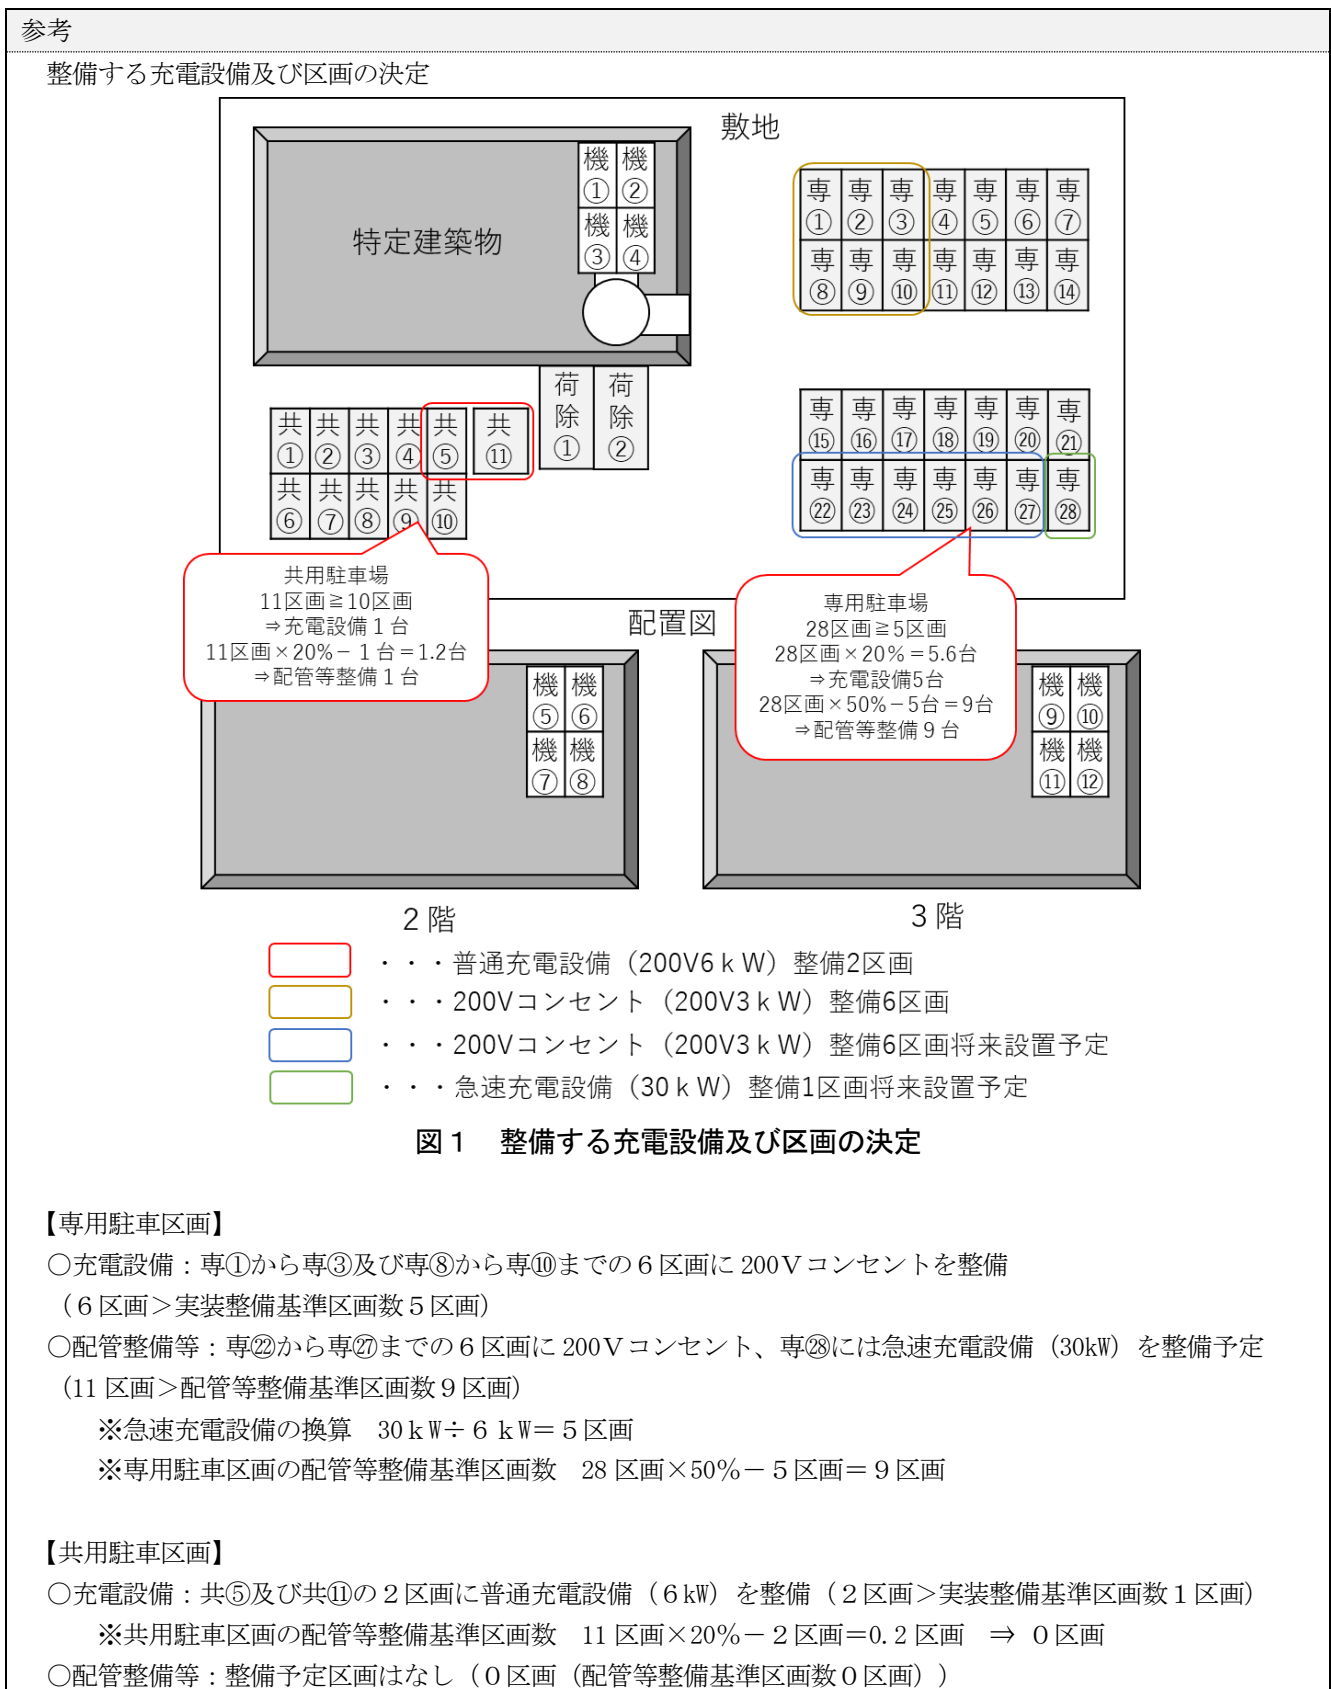 参考
整備する充電設備及び区画の決定
敷地
特定建築物
機① 機②
機③ 機④
専① 専② 専③ 専④ 専⑤ 専⑥ 専⑦
専⑧ 専⑨ 専⑩ 専⑪ 専⑫ 専⑬ 専⑭
荷除① 荷除②
共① 共② 共③ 共④ 共⑤ 共⑪
共⑥ 共⑦ 共⑧ 共⑨ 共⑩
専⑮ 専⑯ 専⑰ 専⑱ 専⑲ 専⑳ 専㉑
専㉒ 専㉓ 専㉔ 専㉕ 専㉖ 専㉗ 専㉘
共用駐車場
11区画≧10区画
⇒充電設備１台
11区画×20%－１台＝1.2台
⇒配管等整備１台
配置図
専用駐車場
28区画≧5区画
28区画×20％＝5.6台
⇒充電設備5台
28区画×50%－5台＝9台
⇒配管等整備９台
機⑤ 機⑥
機⑦ 機⑧
機⑨ 機⑩
機⑪ 機⑫
２階
３階
・・・普通充電設備（200V6ｋW）整備2区画
・・・200Vコンセント（200V3ｋW）整備6区画
・・・200Vコンセント（200V3ｋW）整備6区画将来設置予定
・・・急速充電設備（30ｋW）整備1区画将来設置予定
図１　整備する充電設備及び区画の決定
【専用駐車区画】
○充電設備：専①から専③及び専⑧から専⑩までの６区画に200Ｖコンセントを整備
（６区画＞実装整備基準区画数５区画）
○配管整備等：専㉒から専㉗までの６区画に200Ｖコンセント、専㉘には急速充電設備（30kW）を整備予定
（11区画＞配管等整備基準区画数９区画）
※急速充電設備の換算　30ｋW÷６ｋW＝５区画
※専用駐車区画の配管等整備基準区画数　28区画×50％－５区画＝９区画
【共用駐車区画】
○充電設備：共⑤及び共⑪の２区画に普通充電設備（６kW）を整備（２区画＞実装整備基準区画数１区画）
※共用駐車区画の配管等整備基準区画数　11区画×20％－２区画＝0.2区画　⇒　０区画
○配管整備等：整備予定区画はなし（０区画（配管等整備基準区画数０区画））